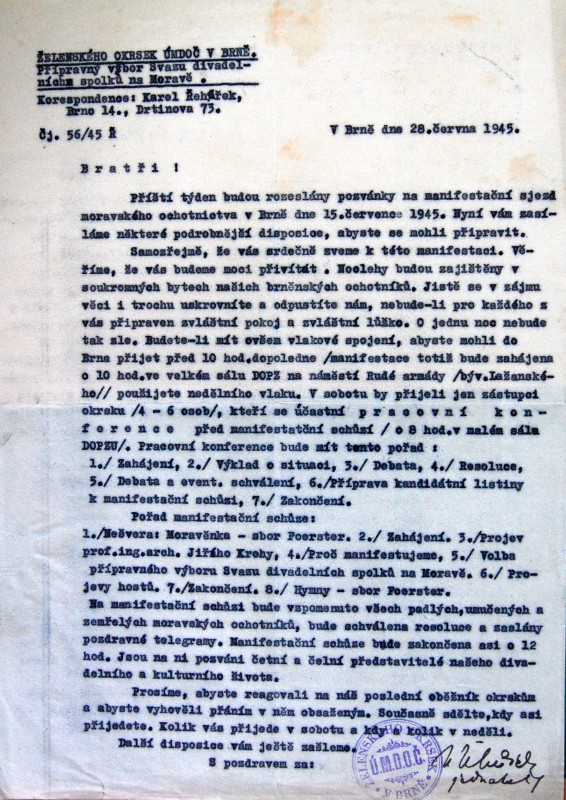 ŽELENSKÉHO OKRSEK ÚMDOČ V BRNĚ.
Přípravný výbor Svazu divadel-
ních spolků na Moravě .
Korespondence: Karel Řehářek,
Brno 14., Drtinova 73.
Čj. 56/45 Ř
V Brně dne 28.června 1945.
B r a t ř i !
Příští týden budou rozeslány pozvánky na manifestační sjezd
moravského ochotnictva v Brně dne 15.července 1945. Nyní vám zasí-
láme některé podrobnější disposice, abyste se mohli připravit.
Samozřejmě, že vás srdečně zveme k této manifestaci. Vě-
říme, že vás budeme moci přivítat . Noclehy budou zajištěny v
soukromných bytech našich brněnských ochotníků. Jistě se v zájmu
věci i trochu uskrovníte a odpustíte nám, nebude-li pro každého z
vás připraven zvláštní pokoj a zvláštní lůžko. O jednu noc nebude
tak zle. Budete-li mít ovšem vlakové spojení, abyste mohli do
Brna přijet před 10 hod.dopoledne /manifestace totiž bude zahájena
o 10 hod.ve velkém sálu DOPZ na náměstí Rudé armády /býv.Lažanské-
ho// použijete nedělního vlaku. V sobotu by přijeli jen zástupci
okrsku /4 - 6 osob/, kteří se účastní p r a c o v n í k o n -
f e r e n c e před manifestační schůzí / o 8 hod.v malém sálu
DOPZU/. Pracovní konference bude mít tento pořad :
1./ Zahájení, 2./ Výklad o situaci, 3./ Debata, 4./ Resoluce,
5./ Debata a event. schválení, 6./Příprava kandidátní listiny
k manifestační schůzi, 7./ Zakončení.
Pořad manifestační schůze:
1./Nešvera: Moravěnka - sbor Foerster. 2./ Zahájení. 3./Projev
prof.ing.arch. Jiřího Krohy, 4./Proč manifestujeme, 5./ Volba
přípravného výboru Svazu divadelních spolků na Moravě. 6./ Pro-
jevy hostů. 7./Zakončení. 8./ Hymny - sbor Foerster.
Na manifestační schůzi bude vzpomenuto všech padlých,umučených a
zemřelých moravských ochotníků, bude schválena resoluce a zaslány
pozdravné telegramy. Manifestační schůze bude zakončena asi o 12
hod. Jsou na ni pozváni četní a čelní představitelé našeho diva-
delního a kulturního života.
Prosíme, abyste reagovali na náš poslední oběžník okrskům
a abyste vyhověli přáním v něm obsaženým. Současně sdělte,kdy asi
přijedete. Kolik vás přijede v sobotu a kdy a kolik v neděli.
Další disposice vám ještě zašleme.
S pozdravem za:
ZELENSKÉHO OKRSEK
Ú.M.D.O.Č.
V BRNĚ